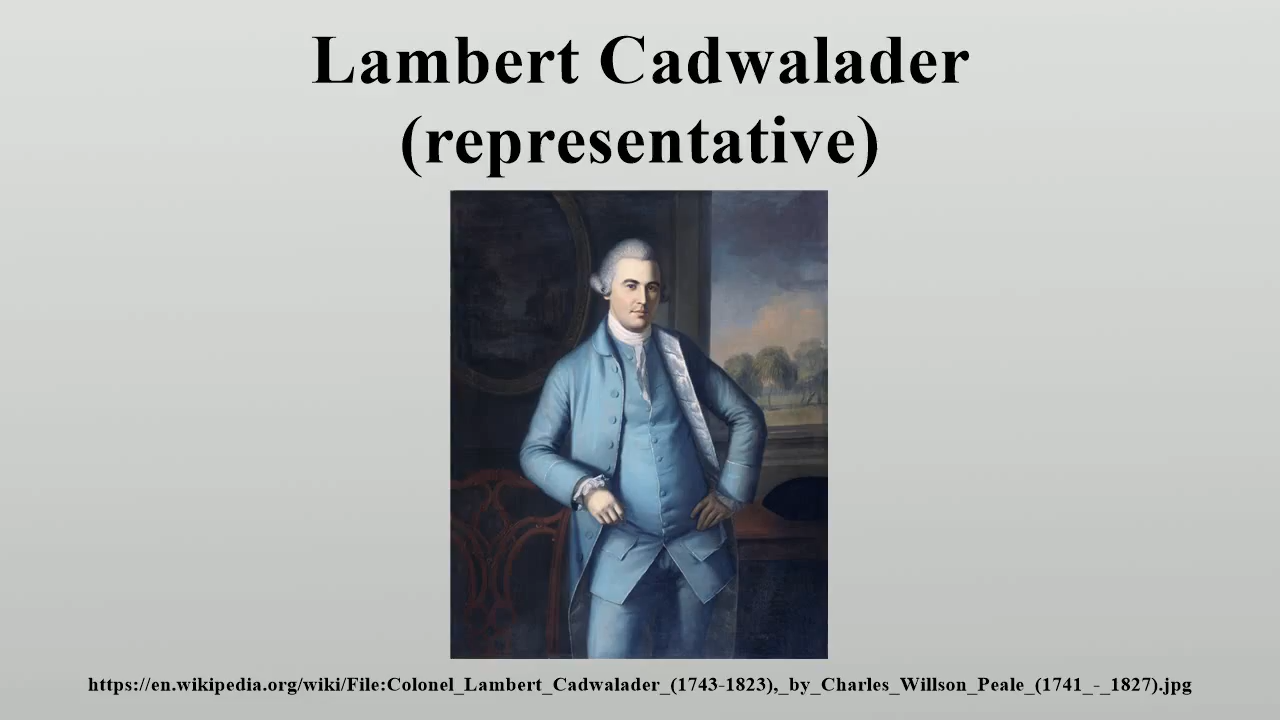 Lambert Cadwalader
(representative)
https://en.wikipedia.org/wiki/File:Colonel_Lambert_Cadwalader_(1743-1823),_by_Charles_Willson_Peale_(1741_-_1827).jpg